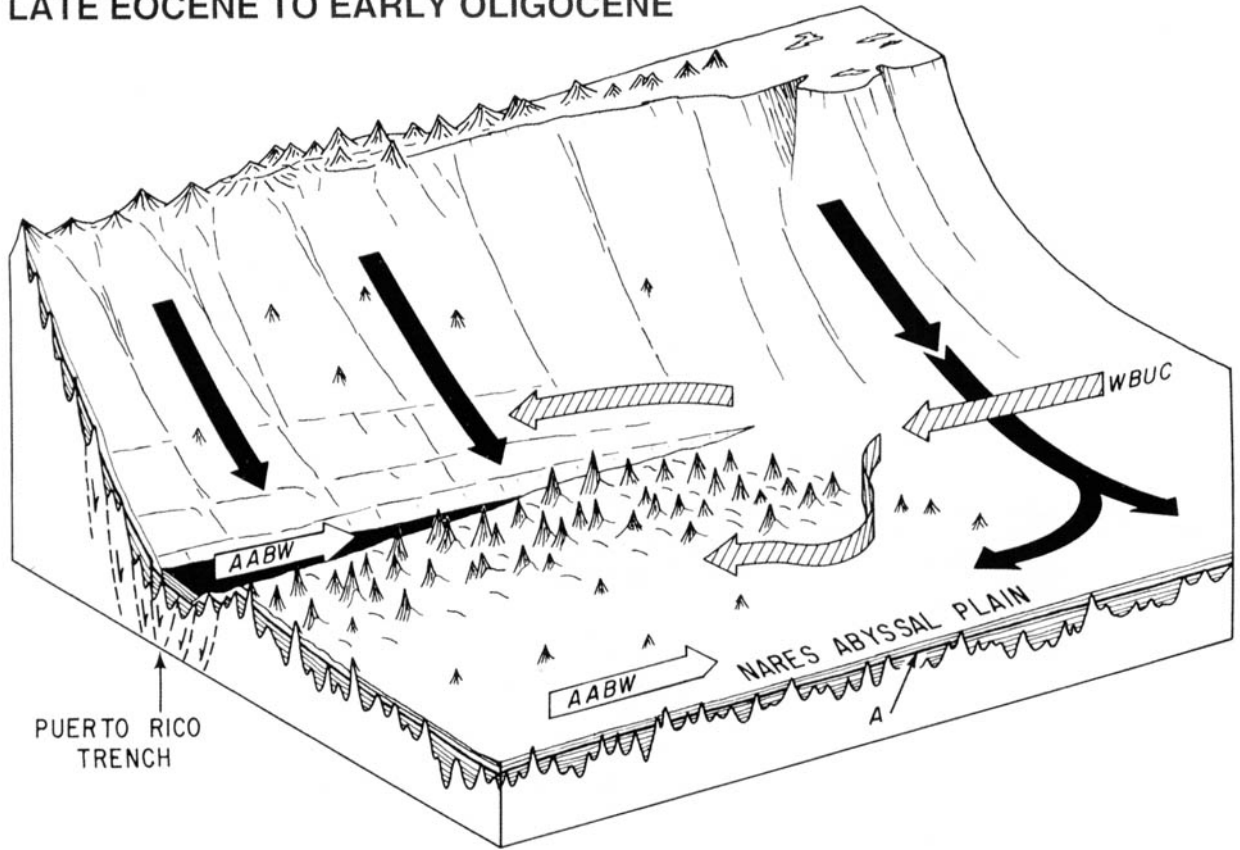 LATE EOCENE TO EARLY OLIGOCENE
WBUC
AABW
NARES ABYSSAL PLAIN
AABW
A
PUERTO RICO
TRENCH